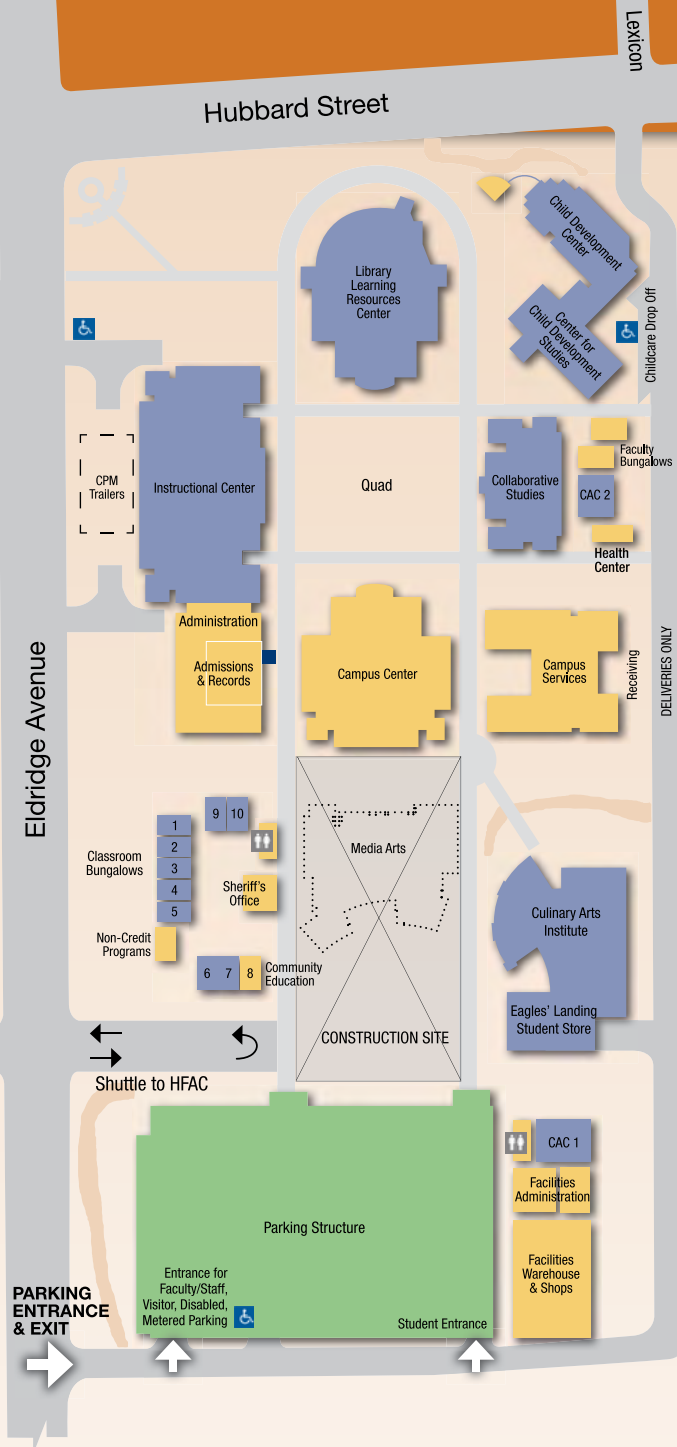 Lexicon
Hubbard Street
Child Development
Center
Library
Learning
Resources
Center
Center for
Child Development
Studies
Childcare Drop Off
CPM
Trailers
Instructional Center
Quad
Collaborative
Studies
Faculty
Bungalows
CAC 2
Health
Center
Administration
Admissions
& Records
Campus Center
Campus
Services
Receiving
DELIVERIES ONLY
Eldridge Avenue
9
10
1
2
3
4
5
Classroom
Bungalows
Media Arts
Sheriff's
Office
Non-Credit
Programs
6
7
8
Community
Education
Culinary Arts
Institute
Eagles' Landing
Student Store
CONSTRUCTION SITE
Shuttle to HFAC
CAC 1
Facilities
Administration
Parking Structure
Facilities
Warehouse
& Shops
Entrance for
Faculty/Staff,
Visitor, Disabled,
Metered Parking
Student Entrance
PARKING
ENTRANCE
& EXIT